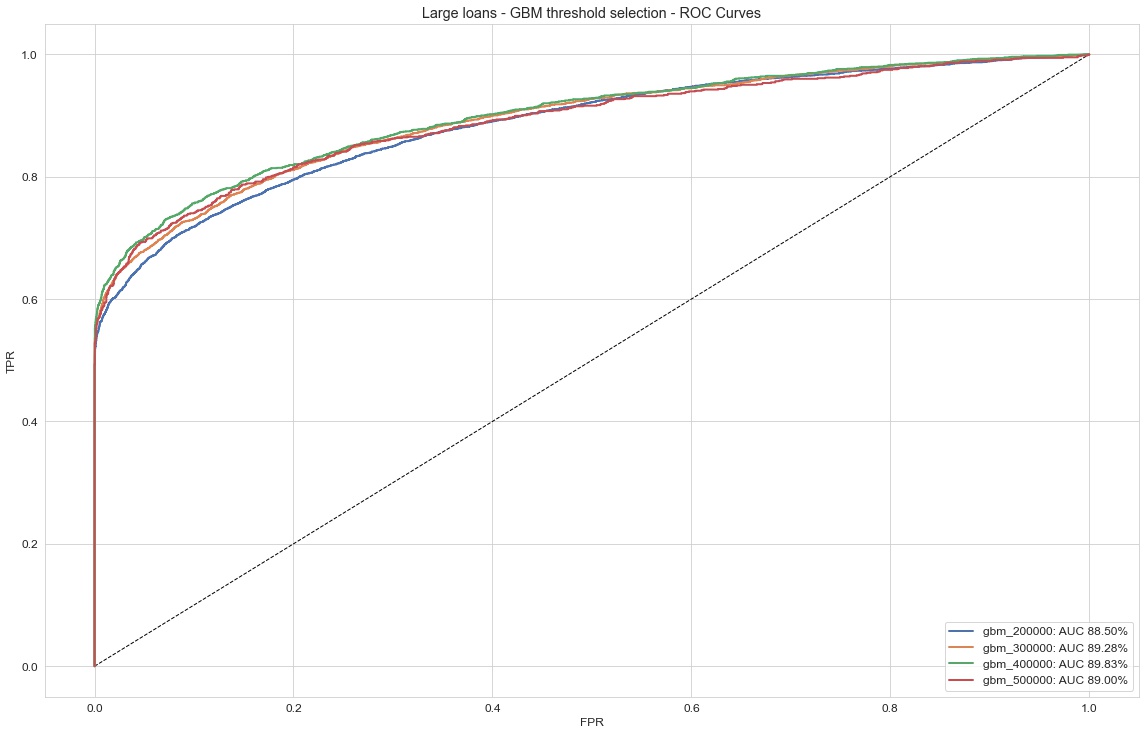 Large loans - GBM threshold selection - ROC Curves
1.0
0.8
0.6
TPR
0.4
0.2
0.0
gbm_200000: AUC 88.50%
gbm_300000: AUC 89.28%
gbm_400000: AUC 89.83%
gbm_500000: AUC 89.00%
0.0 0.2 0.4 0.6 0.8 1.0
FPR